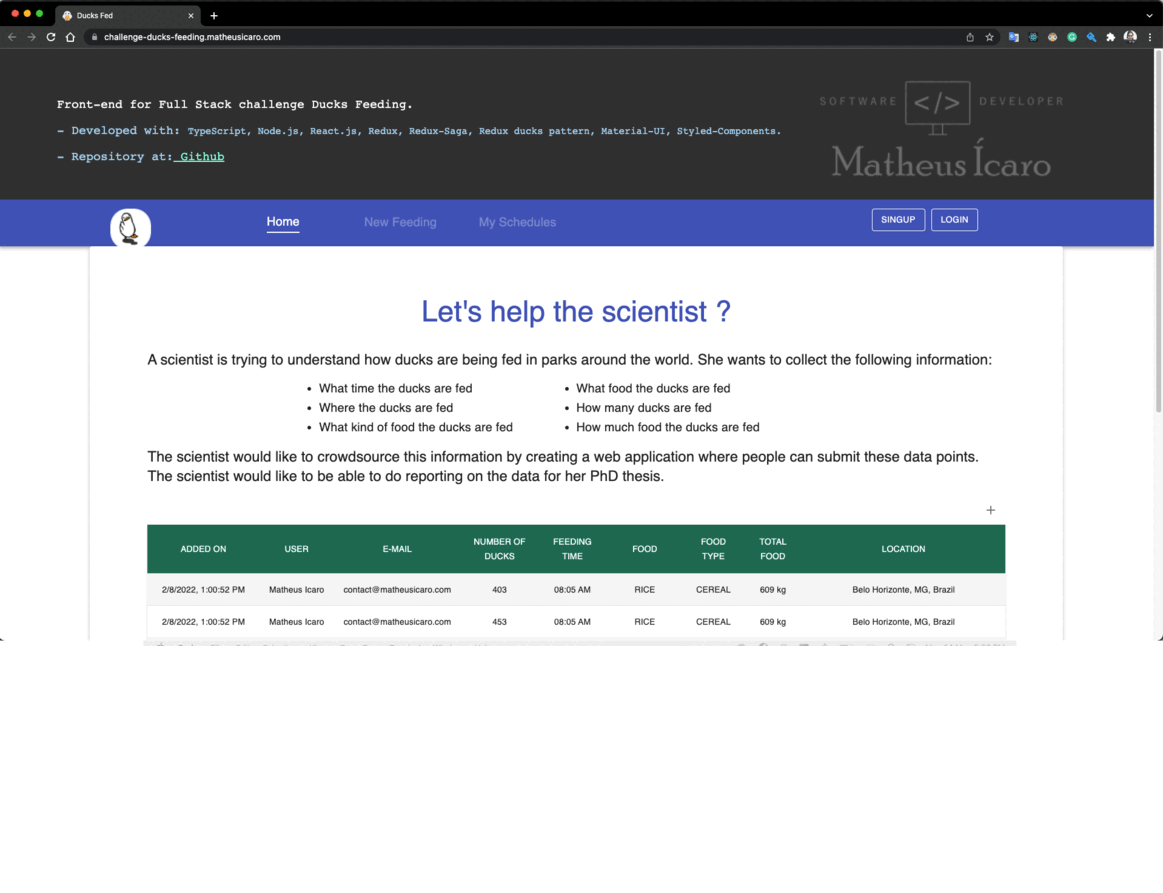 Ducks Fed
challenge-ducks-feeding.matheusicaro.com
Front-end for Full Stack challenge Ducks Feeding.
- Developed with: TypeScript, Node.js, React.js, Redux, Redux-Saga, Redux ducks pattern, Material-UI, Styled-Components.
- Repository at: Github
SOFTWARE </> DEVELOPER
Matheus Ícaro
Home New Feeding My Schedules SINGUP LOGIN
Let's help the scientist ?
A scientist is trying to understand how ducks are being fed in parks around the world. She wants to collect the following information:
• What time the ducks are fed
• Where the ducks are fed
• What kind of food the ducks are fed
• What food the ducks are fed
• How many ducks are fed
• How much food the ducks are fed
The scientist would like to crowdsource this information by creating a web application where people can submit these data points.
The scientist would like to be able to do reporting on the data for her PhD thesis.
+
ADDED ON USER E-MAIL NUMBER OF DUCKS FEEDING TIME FOOD FOOD TYPE TOTAL FOOD LOCATION
2/8/2022, 1:00:52 PM Matheus Icaro contact@matheusicaro.com 403 08:05 AM RICE CEREAL 609 kg Belo Horizonte, MG, Brazil
2/8/2022, 1:00:52 PM Matheus Icaro contact@matheusicaro.com 453 08:05 AM RICE CEREAL 609 kg Belo Horizonte, MG, Brazil